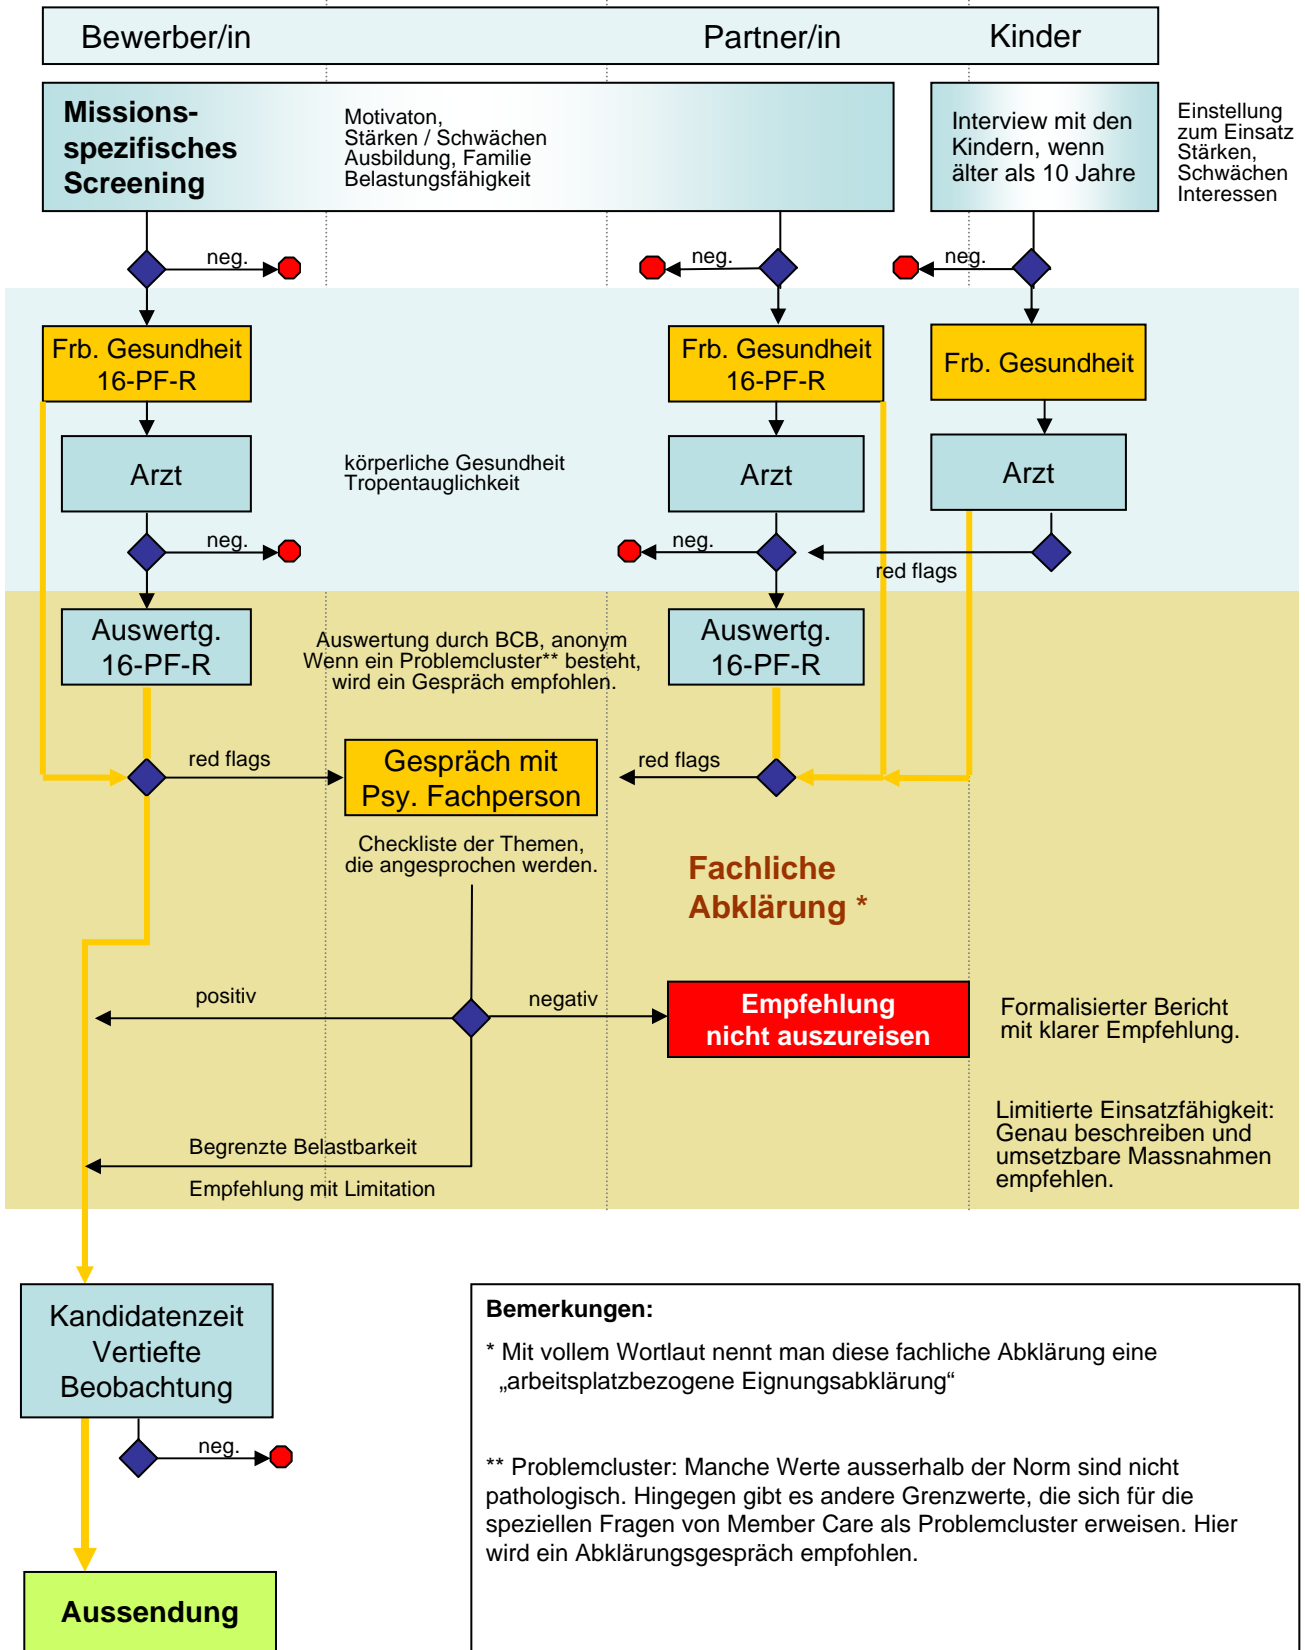 Bewerber/in
Partner/in
Kinder
Missions-
spezifisches
Screening
Motivaton,
Stärken / Schwächen
Ausbildung, Familie
Belastungsfähigkeit
Interview mit den
Kindern, wenn
älter als 10 Jahre
Einstellung
zum Einsatz
Stärken,
Schwächen
Interessen
neg.
neg.
neg.
Frb. Gesundheit
16-PF-R
Frb. Gesundheit
16-PF-R
Frb. Gesundheit
Arzt
körperliche Gesundheit
Tropentauglichkeit
Arzt
Arzt
neg.
neg.
red flags
Auswertg.
16-PF-R
Auswertung durch BCB, anonym
Wenn ein Problemcluster** besteht,
wird ein Gespräch empfohlen.
Auswertg.
16-PF-R
red flags
Gespräch mit
Psy. Fachperson
red flags
Checkliste der Themen,
die angesprochen werden.
Fachliche
Abklärung *
positiv
negativ
Empfehlung
nicht auszureisen
Formalisierter Bericht
mit klarer Empfehlung.
Limitierte Einsatzfähigkeit:
Genau beschreiben und
umsetzbare Massnahmen
empfehlen.
Begrenzte Belastbarkeit
Empfehlung mit Limitation
Kandidatenzeit
Vertiefte
Beobachtung
neg.
Aussendung
Bemerkungen:
* Mit vollem Wortlaut nennt man diese fachliche Abklärung eine
„arbeitsplatzbezogene Eignungsabklärung“
** Problemcluster: Manche Werte ausserhalb der Norm sind nicht
pathologisch. Hingegen gibt es andere Grenzwerte, die sich für die
speziellen Fragen von Member Care als Problemcluster erweisen. Hier
wird ein Abklärungsgespräch empfohlen.